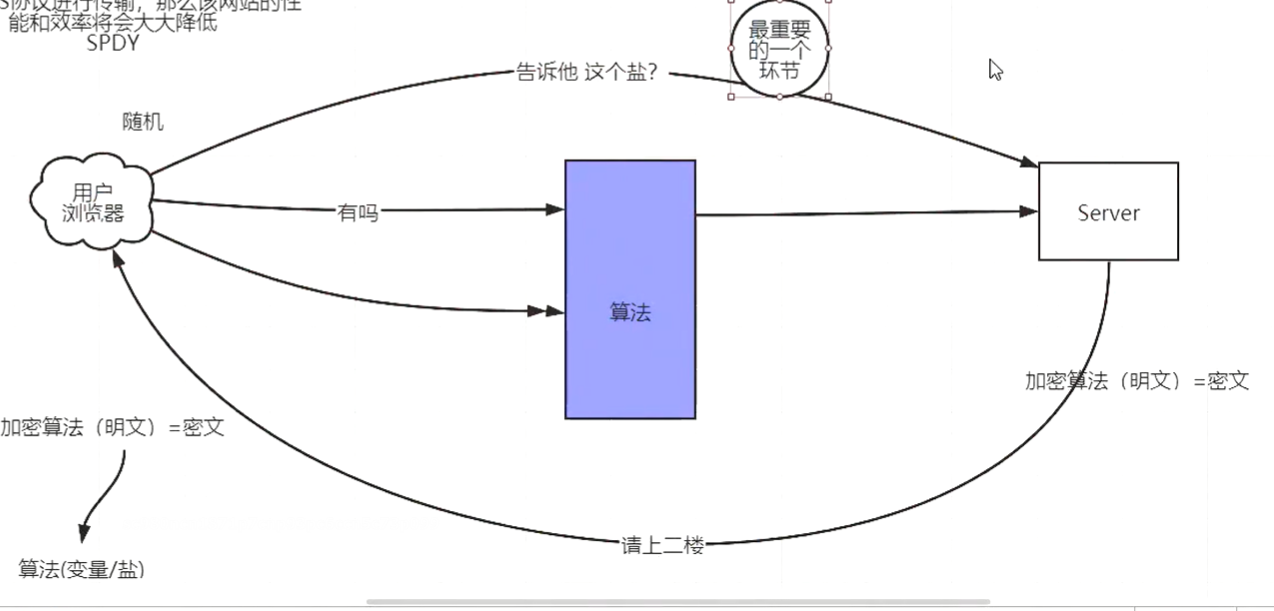 S协议进行传输，那么该网站的性
能和效率将会大大降低
SPDY
最重要
的一个
环节
告诉他 这个盐？
随机
用户
浏览器
有吗
Server
算法
加密算法（明文）=密文
加密算法（明文）=密文
请上二楼
算法(变量/盐)